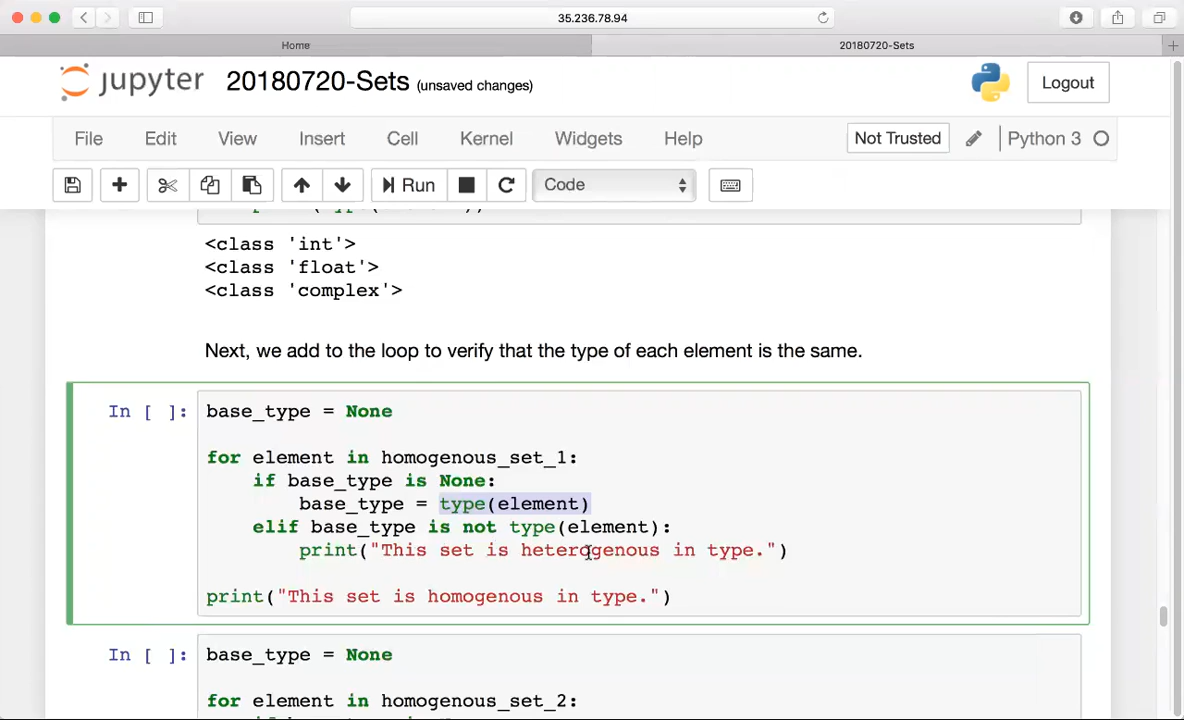 35.236.78.94
Home
20180720-Sets
jupyter 20180720-Sets (unsaved changes)
Logout
File Edit View Insert Cell Kernel Widgets Help
Not Trusted
Python 3
Run
Code
<class 'int'>
<class 'float'>
<class 'complex'>
Next, we add to the loop to verify that the type of each element is the same.
In [ ]: base_type = None
for element in homogenous_set_1:
if base_type is None:
base_type = type(element)
elif base_type is not type(element):
print("This set is heterogenous in type.")
print("This set is homogenous in type.")
In [ ]: base_type = None
for element in homogenous_set_2: